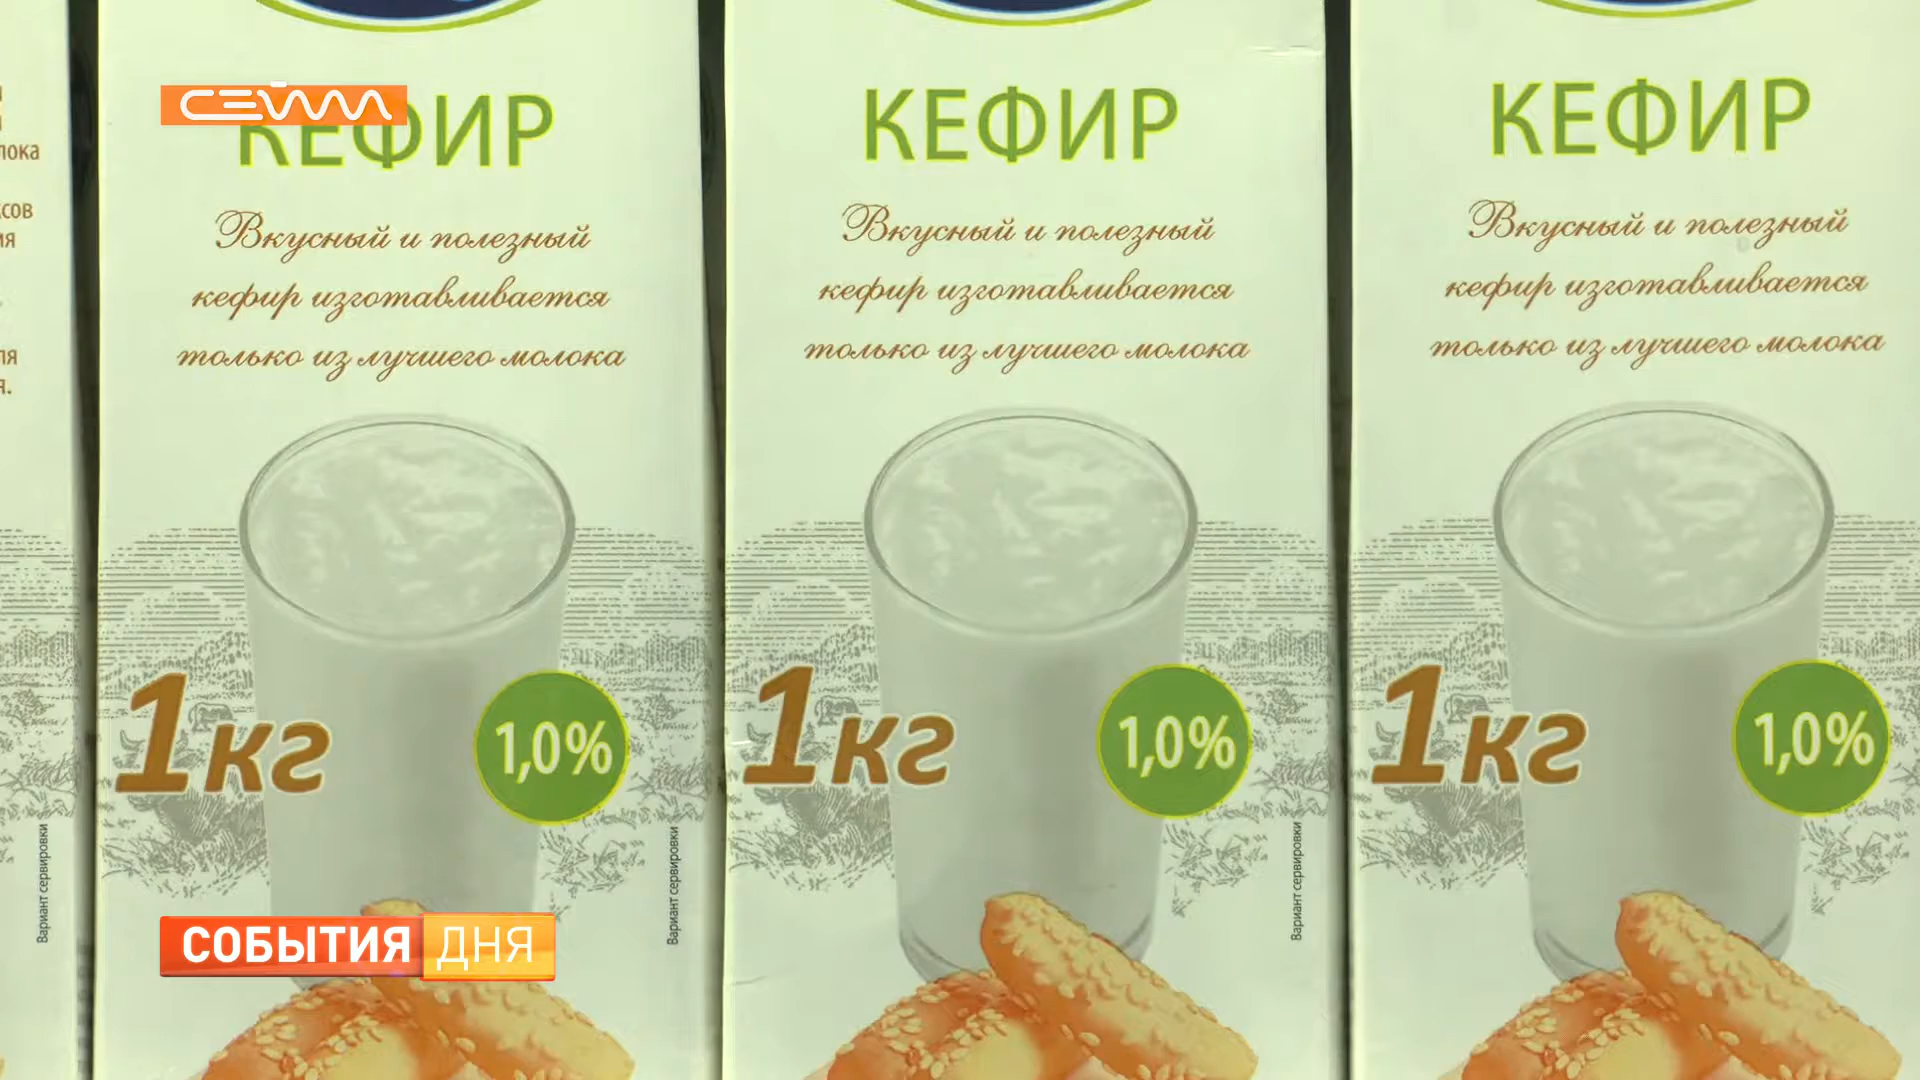 СЕЙМ
КЕФИР
Вкусный и полезный
кефир изготавливается
только из лучшего молока
1кг
1,0%
Вариант сервировки
КЕФИР
Вкусный и полезный
кефир изготавливается
только из лучшего молока
1кг
1,0%
Вариант сервировки
КЕФИР
Вкусный и полезный
кефир изготавливается
только из лучшего молока
1кг
1,0%
Вариант сервировки
СОБЫТИЯ ДНЯ